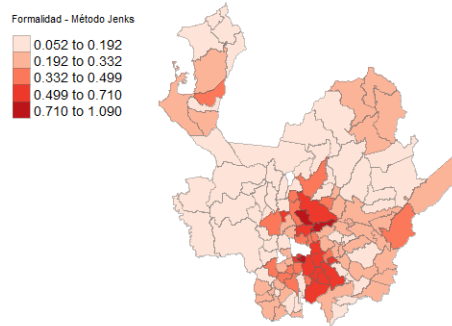 Formalidad - Método Jenks
0.052 to 0.192
0.192 to 0.332
0.332 to 0.499
0.499 to 0.710
0.710 to 1.090